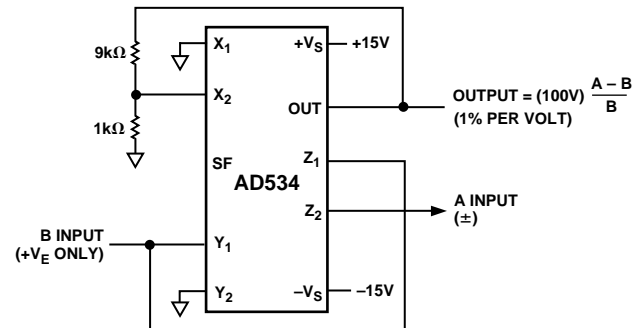 X1
+VS
+15V
9kΩ
X2
OUT
OUTPUT = (100V) A – B
B
(1% PER VOLT)
1kΩ
SF
Z1
AD534
Z2
A INPUT
(±)
B INPUT
(+VE ONLY)
Y1
Y2
–VS
–15V